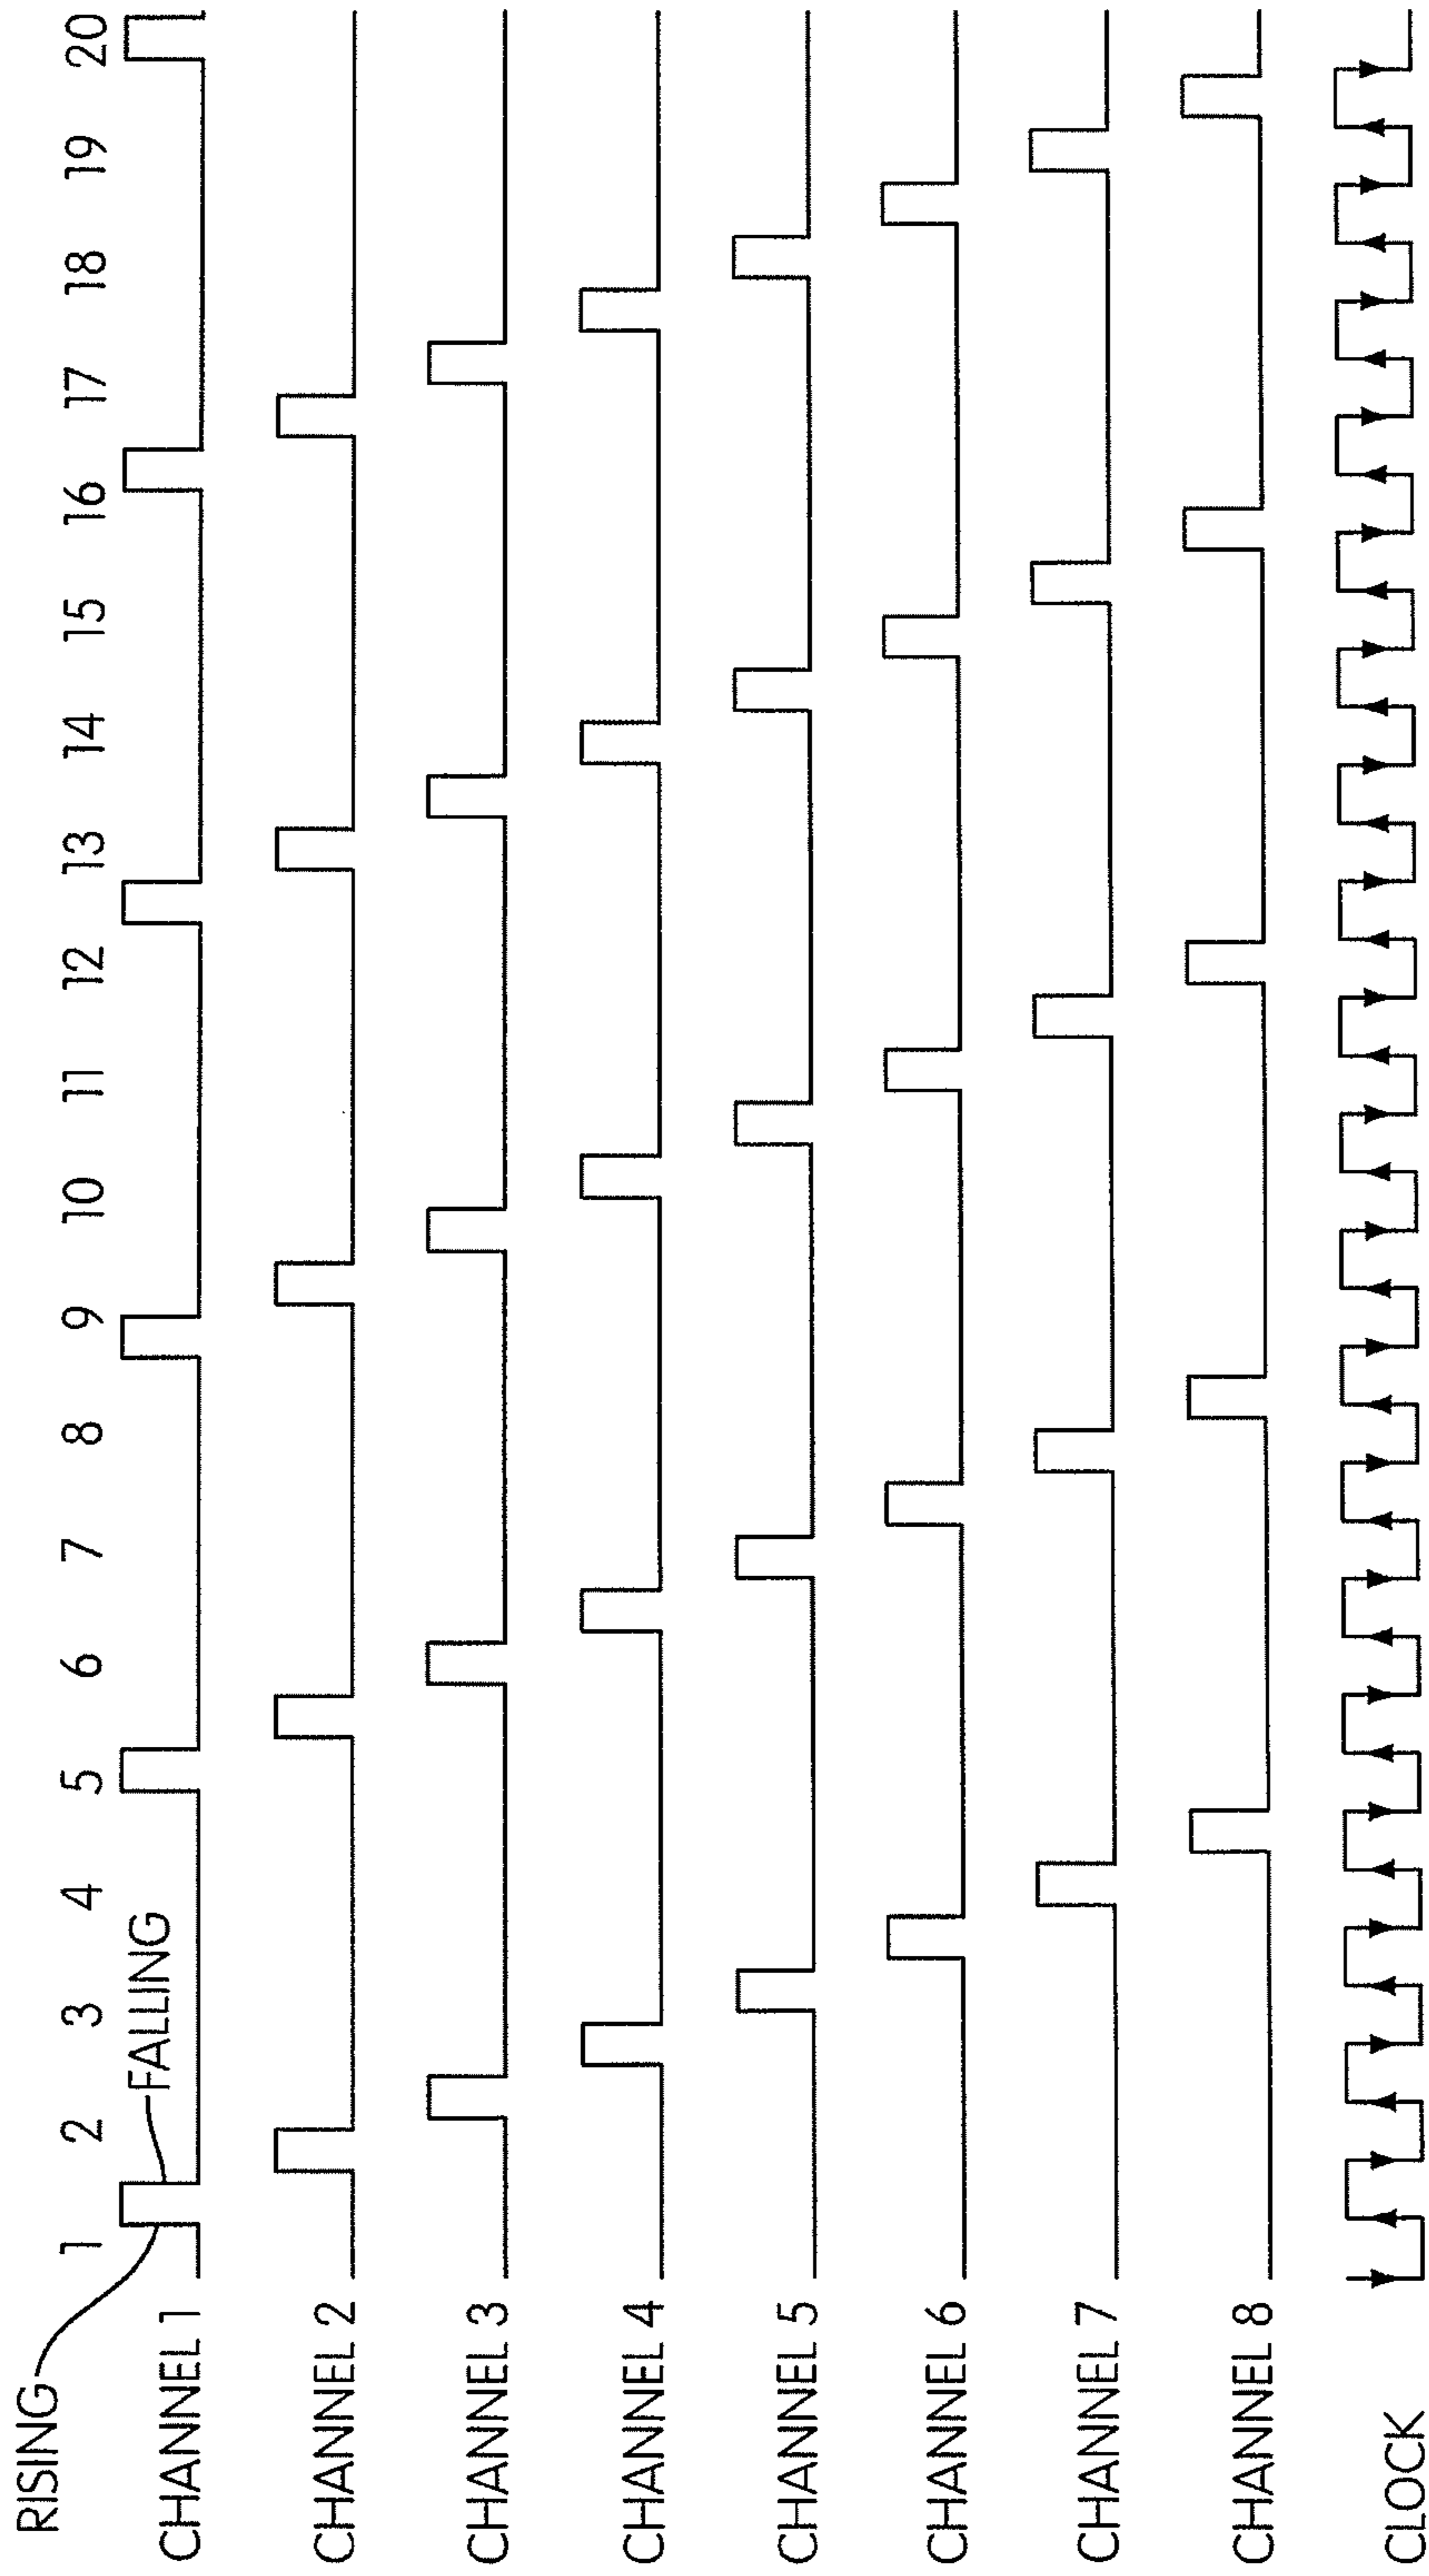 1 2 3 4 5 6 7 8 9 10 11 12 13 14 15 16 17 18 19 20
RISING
FALLING
CHANNEL 1
CHANNEL 2
CHANNEL 3
CHANNEL 4
CHANNEL 5
CHANNEL 6
CHANNEL 7
CHANNEL 8
CLOCK